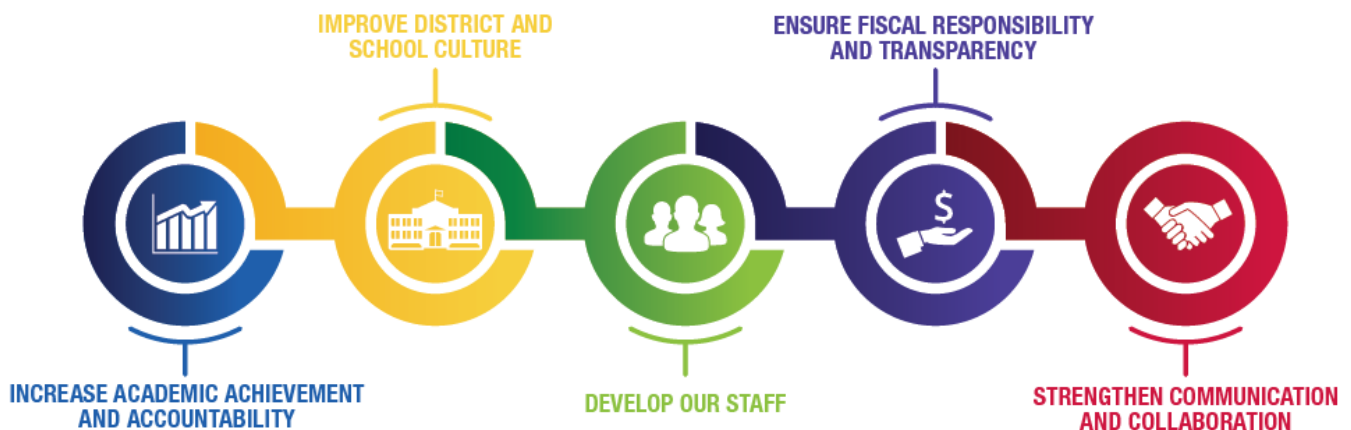 IMPROVE DISTRICT AND
SCHOOL CULTURE
ENSURE FISCAL RESPONSIBILITY
AND TRANSPARENCY
$
INCREASE ACADEMIC ACHIEVEMENT
AND ACCOUNTABILITY
DEVELOP OUR STAFF
STRENGTHEN COMMUNICATION
AND COLLABORATION